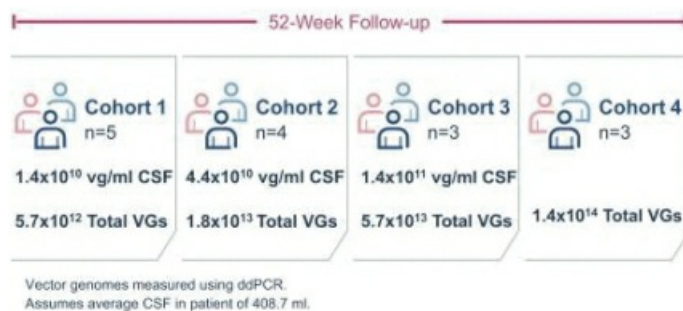 52-Week Follow-up
Cohort 1
n=5
1.4x10¹⁰ vg/ml CSF
5.7x10¹² Total VGs
Cohort 2
n=4
4.4x10¹⁰ vg/ml CSF
1.8x10¹³ Total VGs
Cohort 3
n=3
1.4x10¹¹ vg/ml CSF
5.7x10¹³ Total VGs
Cohort 4
n=3
1.4x10¹⁴ Total VGs
Vector genomes measured using ddPCR.
Assumes average CSF in patient of 408.7 ml.